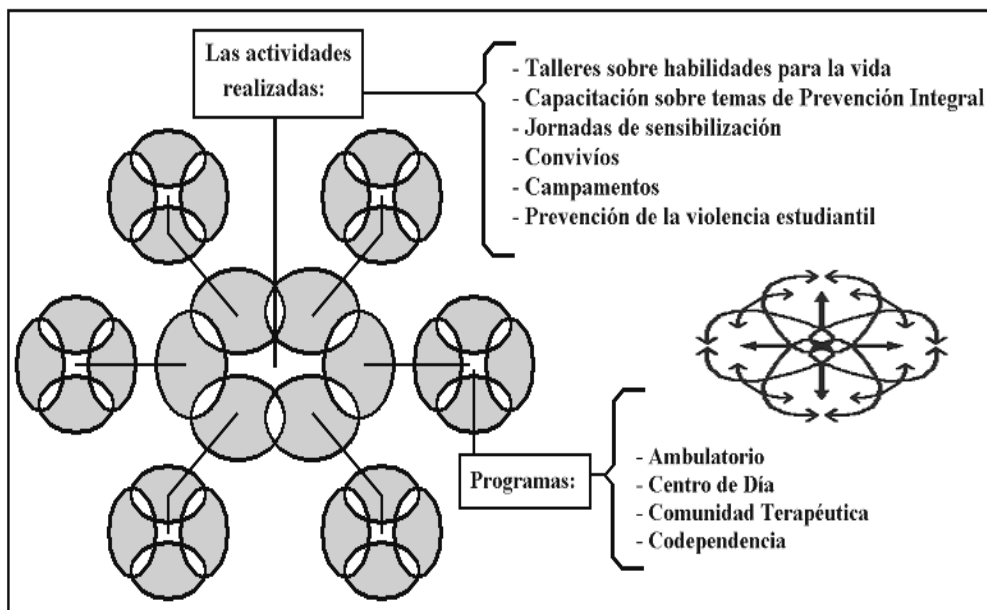 Las actividades
realizadas:
- Talleres sobre habilidades para la vida
- Capacitación sobre temas de Prevención Integral
- Jornadas de sensibilización
- Convivíos
- Campamentos
- Prevención de la violencia estudiantil
Programas:
- Ambulatorio
- Centro de Día
- Comunidad Terapéutica
- Codependencia